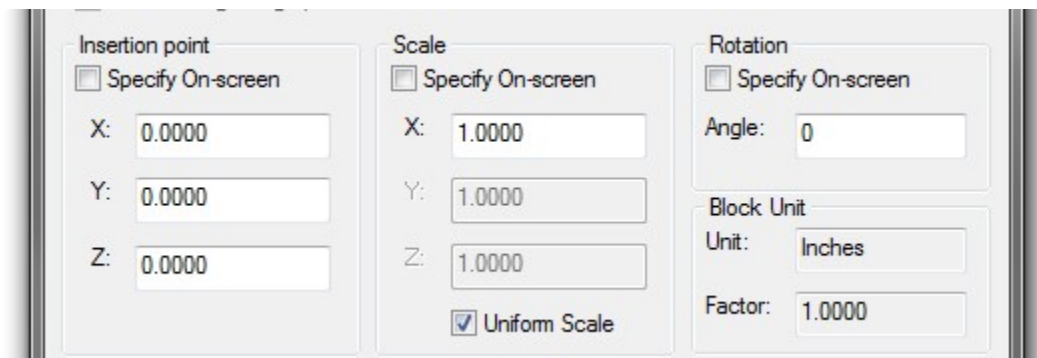 Insertion point
Specify On-screen
X: 0.0000
Y: 0.0000
Z: 0.0000
Scale
Specify On-screen
X: 1.0000
Y: 1.0000
Z: 1.0000
Uniform Scale
Rotation
Specify On-screen
Angle: 0
Block Unit
Unit: Inches
Factor: 1.0000